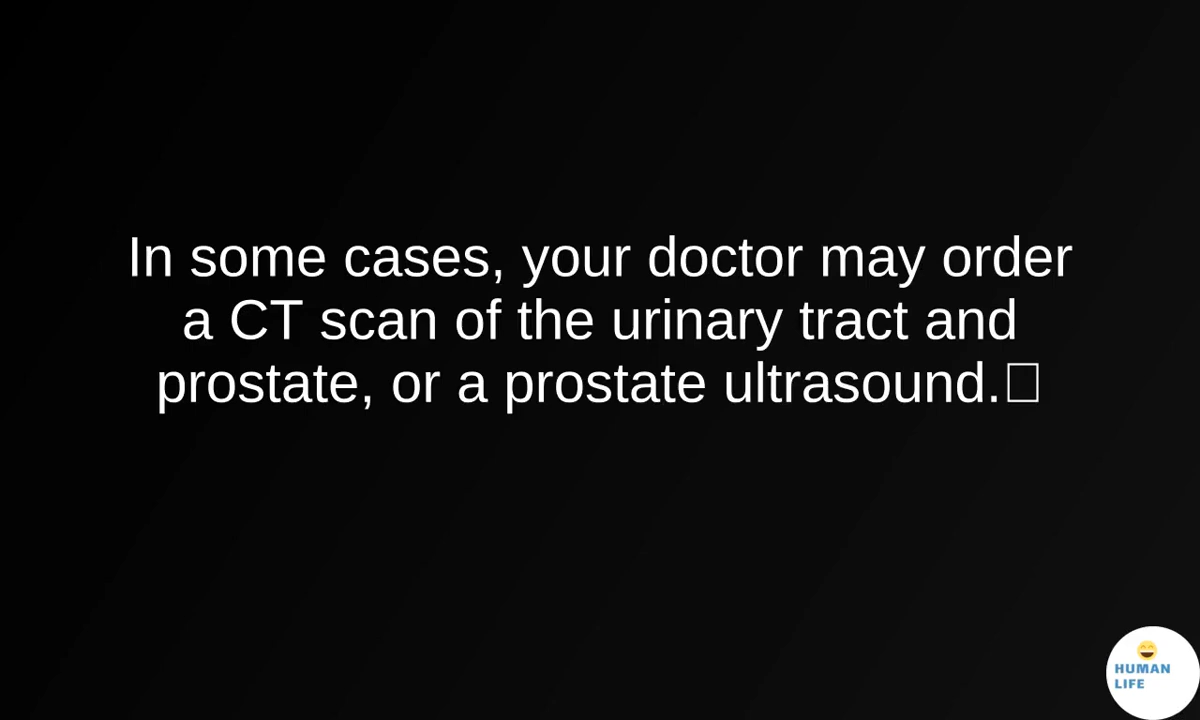 In some cases, your doctor may order
a CT scan of the urinary tract and
prostate, or a prostate ultrasound.
HUMAN
LIFE